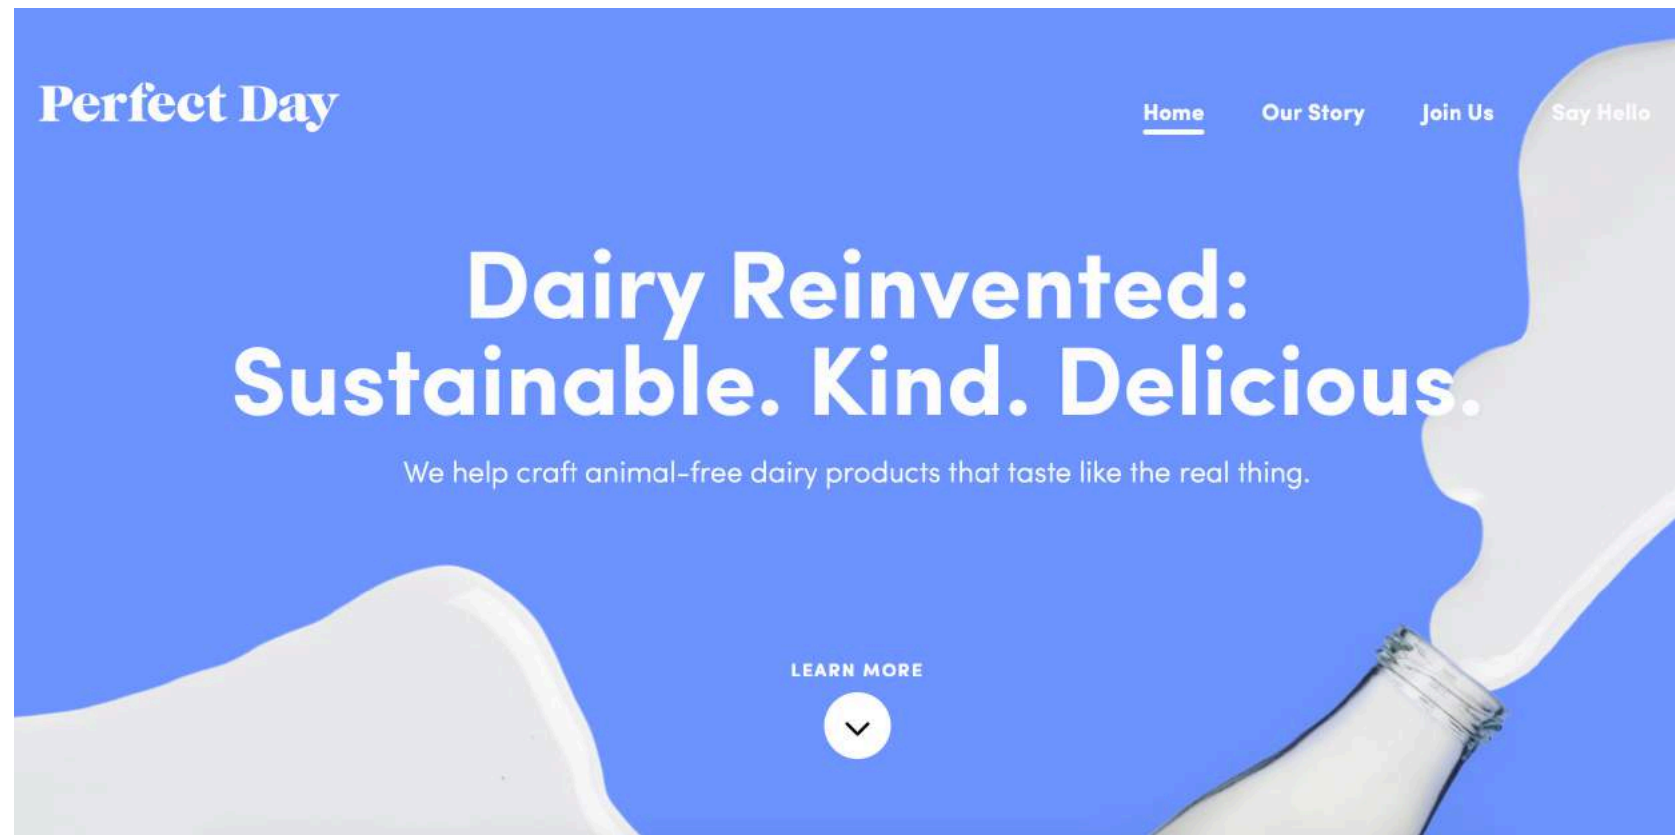 Perfect Day
Home Our Story Join Us Say Hello
Dairy Reinvented:
Sustainable. Kind. Delicious.
We help craft animal-free dairy products that taste like the real thing.
LEARN MORE